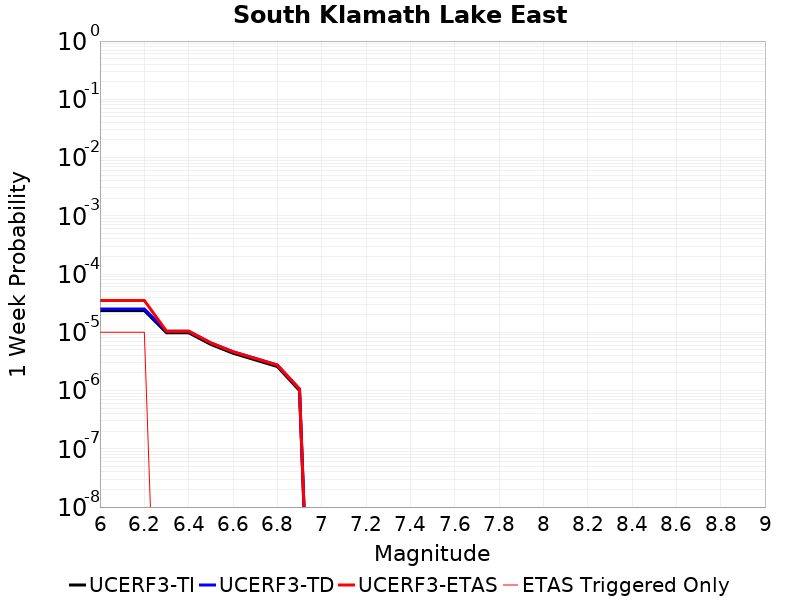 South Klamath Lake East
10^0
10^-1
10^-2
10^-3
10^-4
10^-5
10^-6
10^-7
10^-8
1 Week Probability
6 6.2 6.4 6.6 6.8 7 7.2 7.4 7.6 7.8 8 8.2 8.4 8.6 8.8 9
Magnitude
UCERF3-TI UCERF3-TD UCERF3-ETAS ETAS Triggered Only